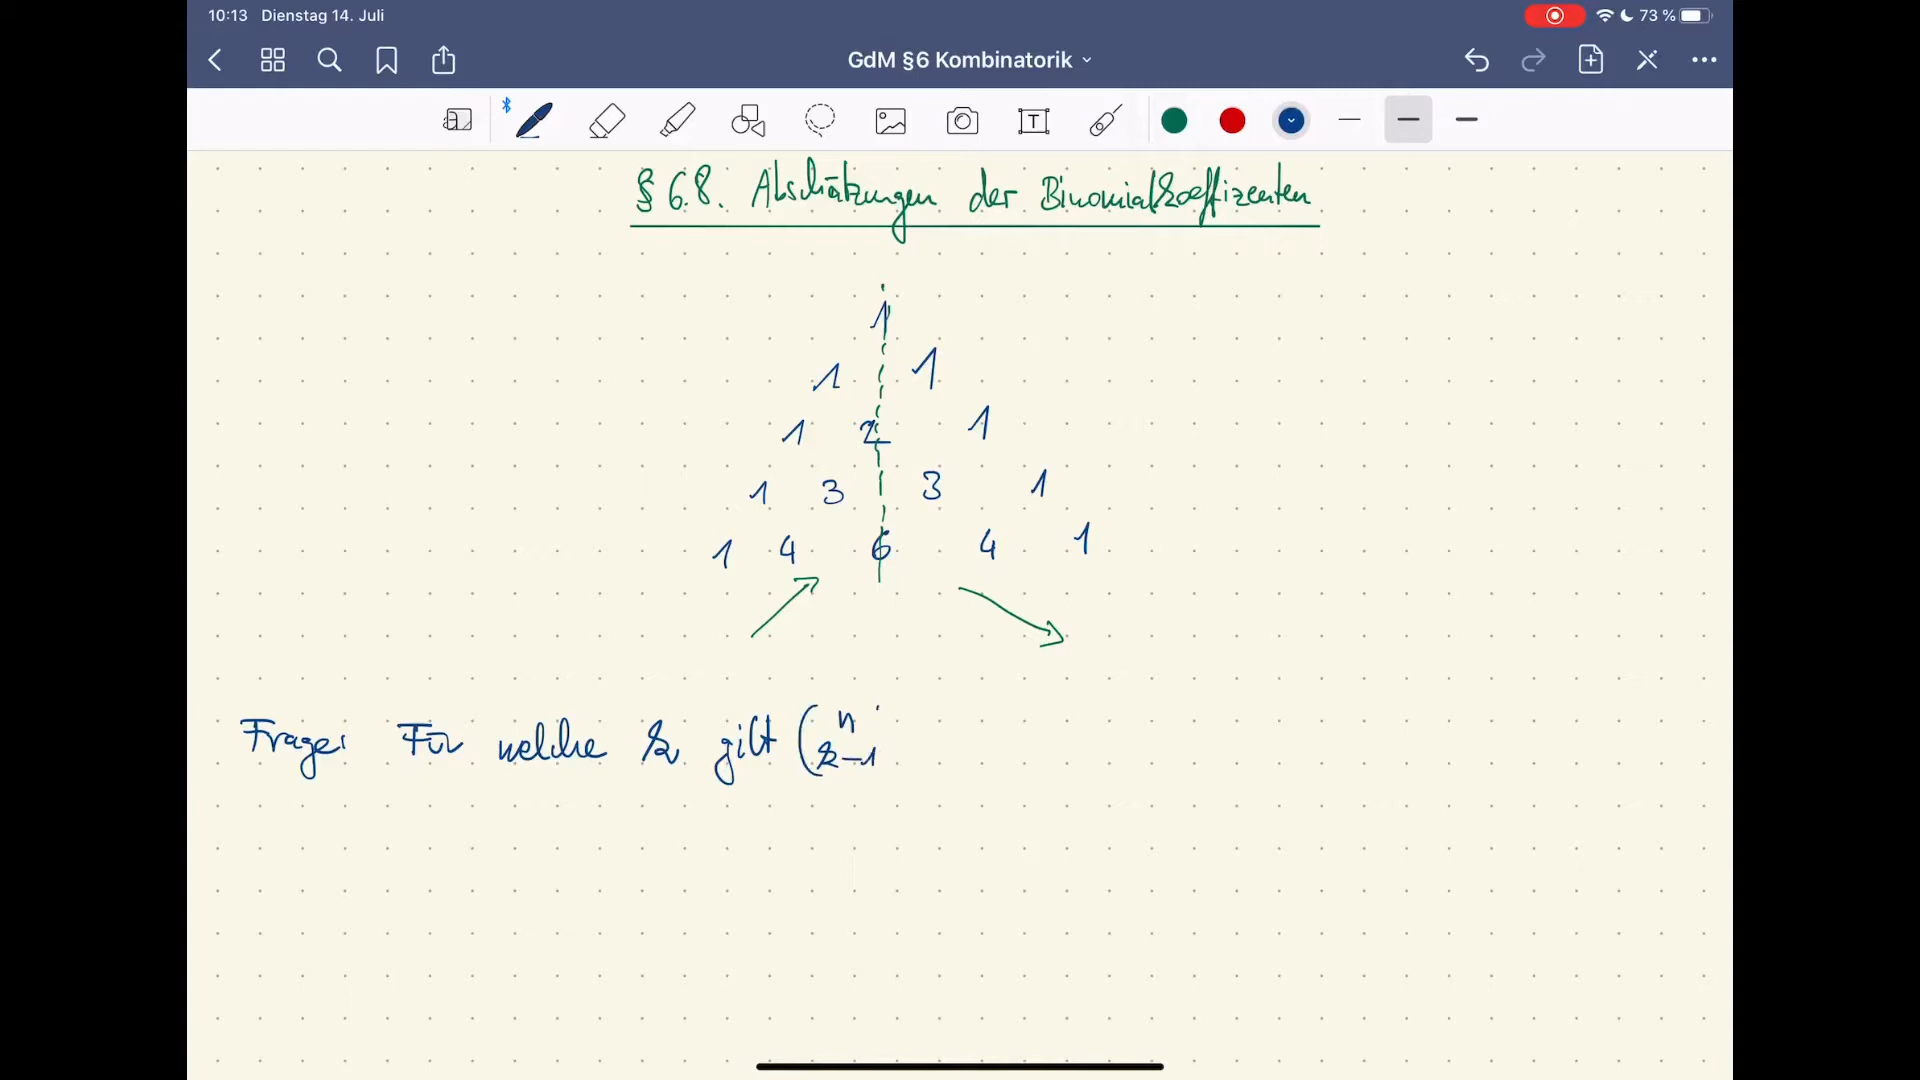 10:13 Dienstag 14. Juli 73 %
GdM §6 Kombinatorik
§ 6.8. Abschätzungen der Binomialkoeffizienten
1
1 1
1 2 1
1 3 3 1
1 4 6 4 1
Frage: Für welche k gilt (n
k-1